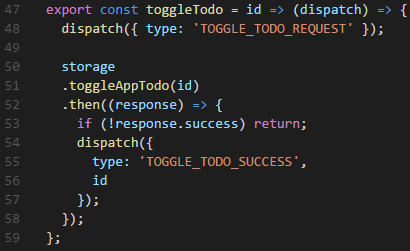 47 export const toggleTodo = id => (dispatch) => {
48   dispatch({ type: 'TOGGLE_TODO_REQUEST' });
49
50   storage
51   .toggleAppTodo(id)
52   .then((response) => {
53     if (!response.success) return;
54     dispatch({
55       type: 'TOGGLE_TODO_SUCCESS',
56       id
57     });
58   });
59 };